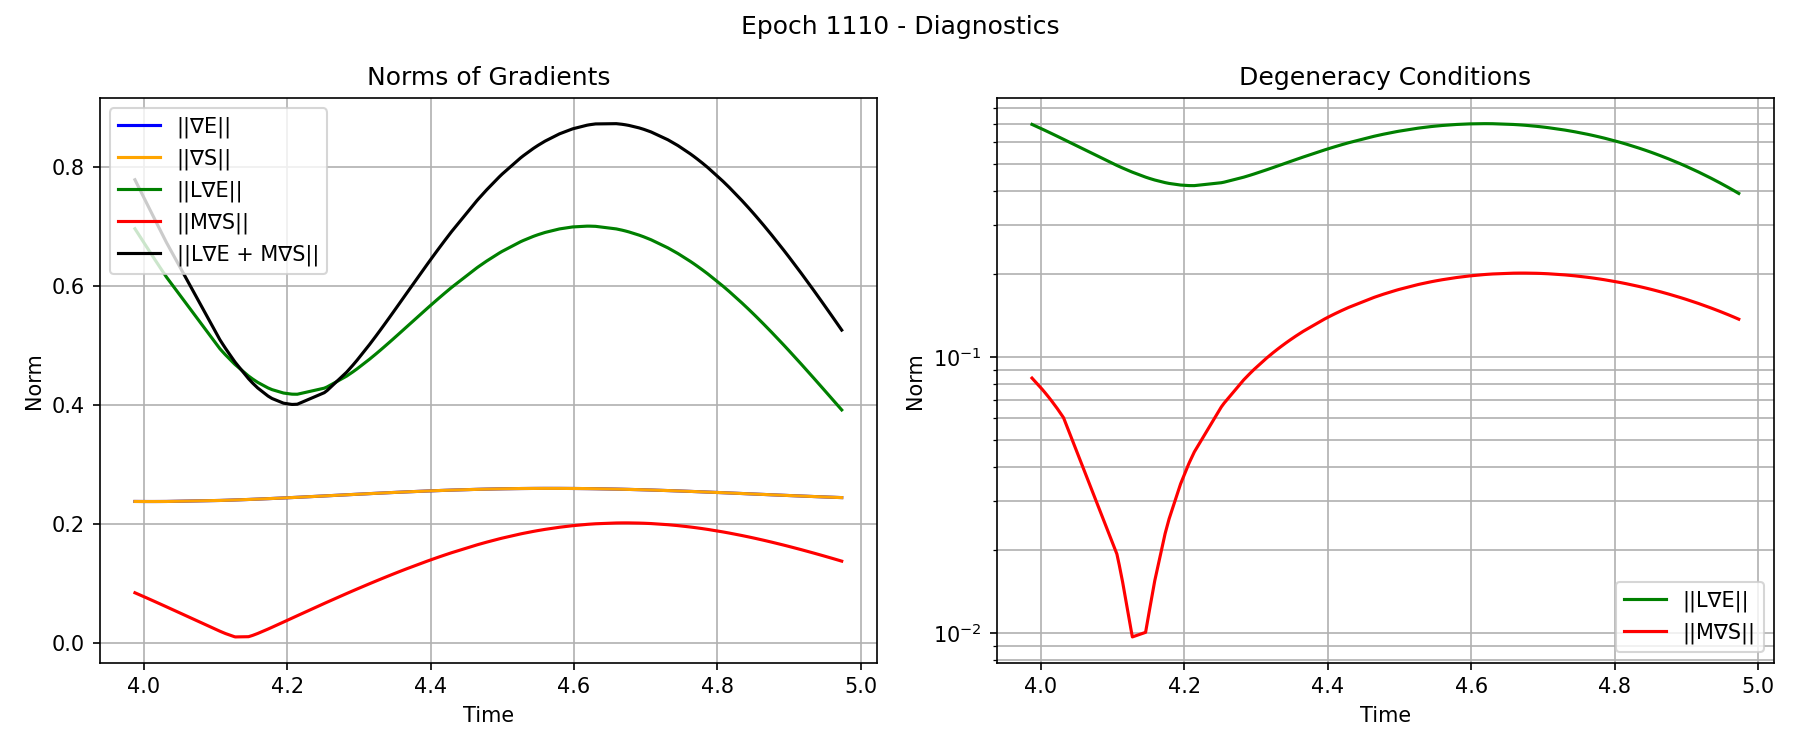 Epoch 1110 - Diagnostics
Norms of Gradients
||∇E||
||∇S||
||L∇E||
||M∇S||
||L∇E + M∇S||
0.8
0.6
0.4
0.2
0.0
Norm
4.0 4.2 4.4 4.6 4.8 5.0
Time
Degeneracy Conditions
10⁻¹
10⁻²
Norm
||L∇E||
||M∇S||
4.0 4.2 4.4 4.6 4.8 5.0
Time